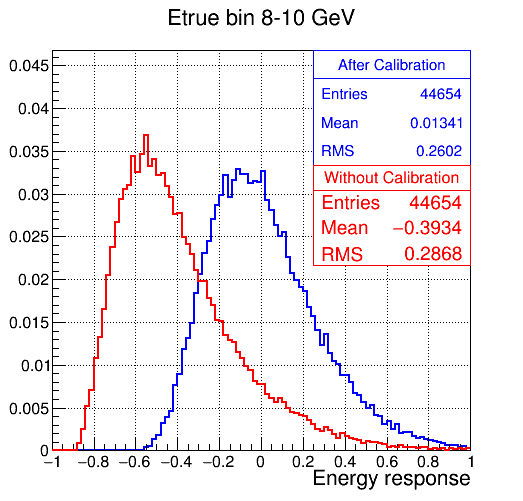 Etrue bin 8-10 GeV
After Calibration
Entries 44654
Mean 0.01341
RMS 0.2602
Without Calibration
Entries 44654
Mean −0.3934
RMS 0.2868
0.045
0.04
0.035
0.03
0.025
0.02
0.015
0.01
0.005
0
−1 −0.8 −0.6 −0.4 −0.2 0 0.2 0.4 0.6 0.8 1
Energy response